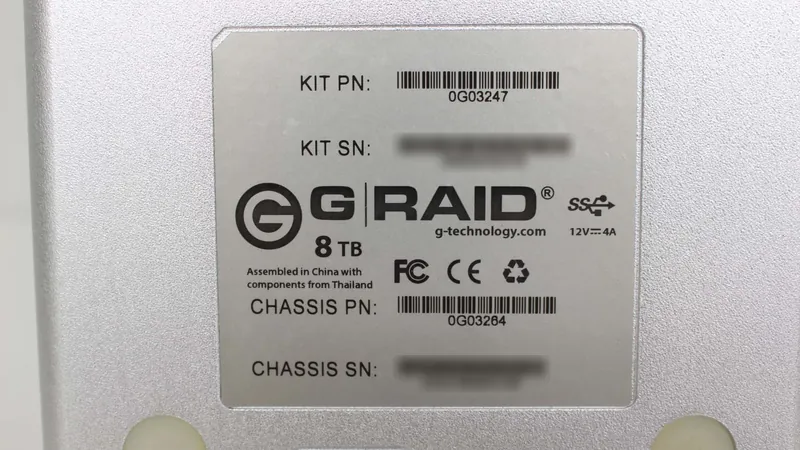 KIT PN:
0G03247
KIT SN:
G G|RAID®
g-technology.com
8 TB
SS
12V⎓4A
Assembled in China with
components from Thailand
FC CE
CHASSIS PN:
0G03264
CHASSIS SN: